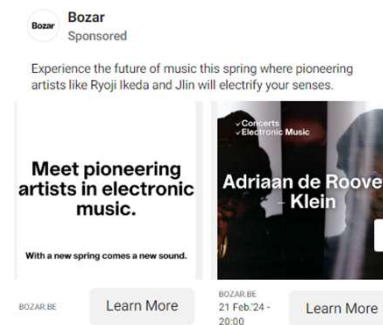 Bozar
Bozar
Sponsored
Experience the future of music this spring where pioneering
artists like Ryoji Ikeda and Jlin will electrify your senses.
Meet pioneering
artists in electronic
music.
With a new spring comes a new sound.
BOZAR.BE
Learn More
Concerts
Electronic Music
Adriaan de Roove
- Klein
BOZAR.BE
21 Feb.'24 -
20:00
Learn More